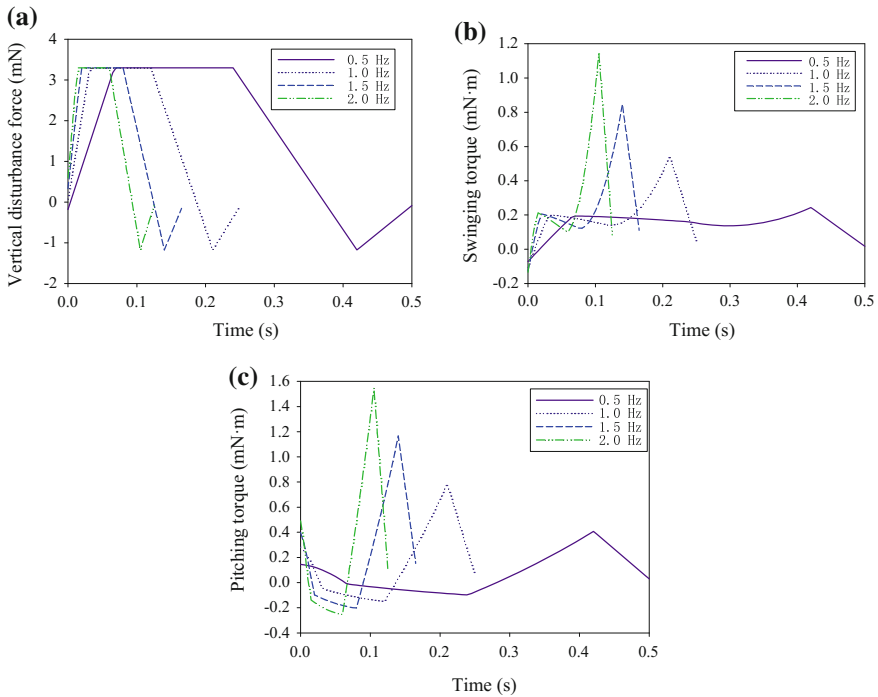 (a)
Vertical disturbance force (mN)
4
3
2
1
0
-1
-2
0.0 0.1 0.2 0.3 0.4 0.5
Time (s)
0.5 Hz
1.0 Hz
1.5 Hz
2.0 Hz
(b)
Swinging torque (mN·m)
1.2
1.0
0.8
0.6
0.4
0.2
0.0
-0.2
0.0 0.1 0.2 0.3 0.4 0.5
Time (s)
0.5 Hz
1.0 Hz
1.5 Hz
2.0 Hz
(c)
Pitching torque (mN·m)
1.6
1.4
1.2
1.0
0.8
0.6
0.4
0.2
0.0
-0.2
-0.4
0.0 0.1 0.2 0.3 0.4 0.5
Time (s)
0.5 Hz
1.0 Hz
1.5 Hz
2.0 Hz